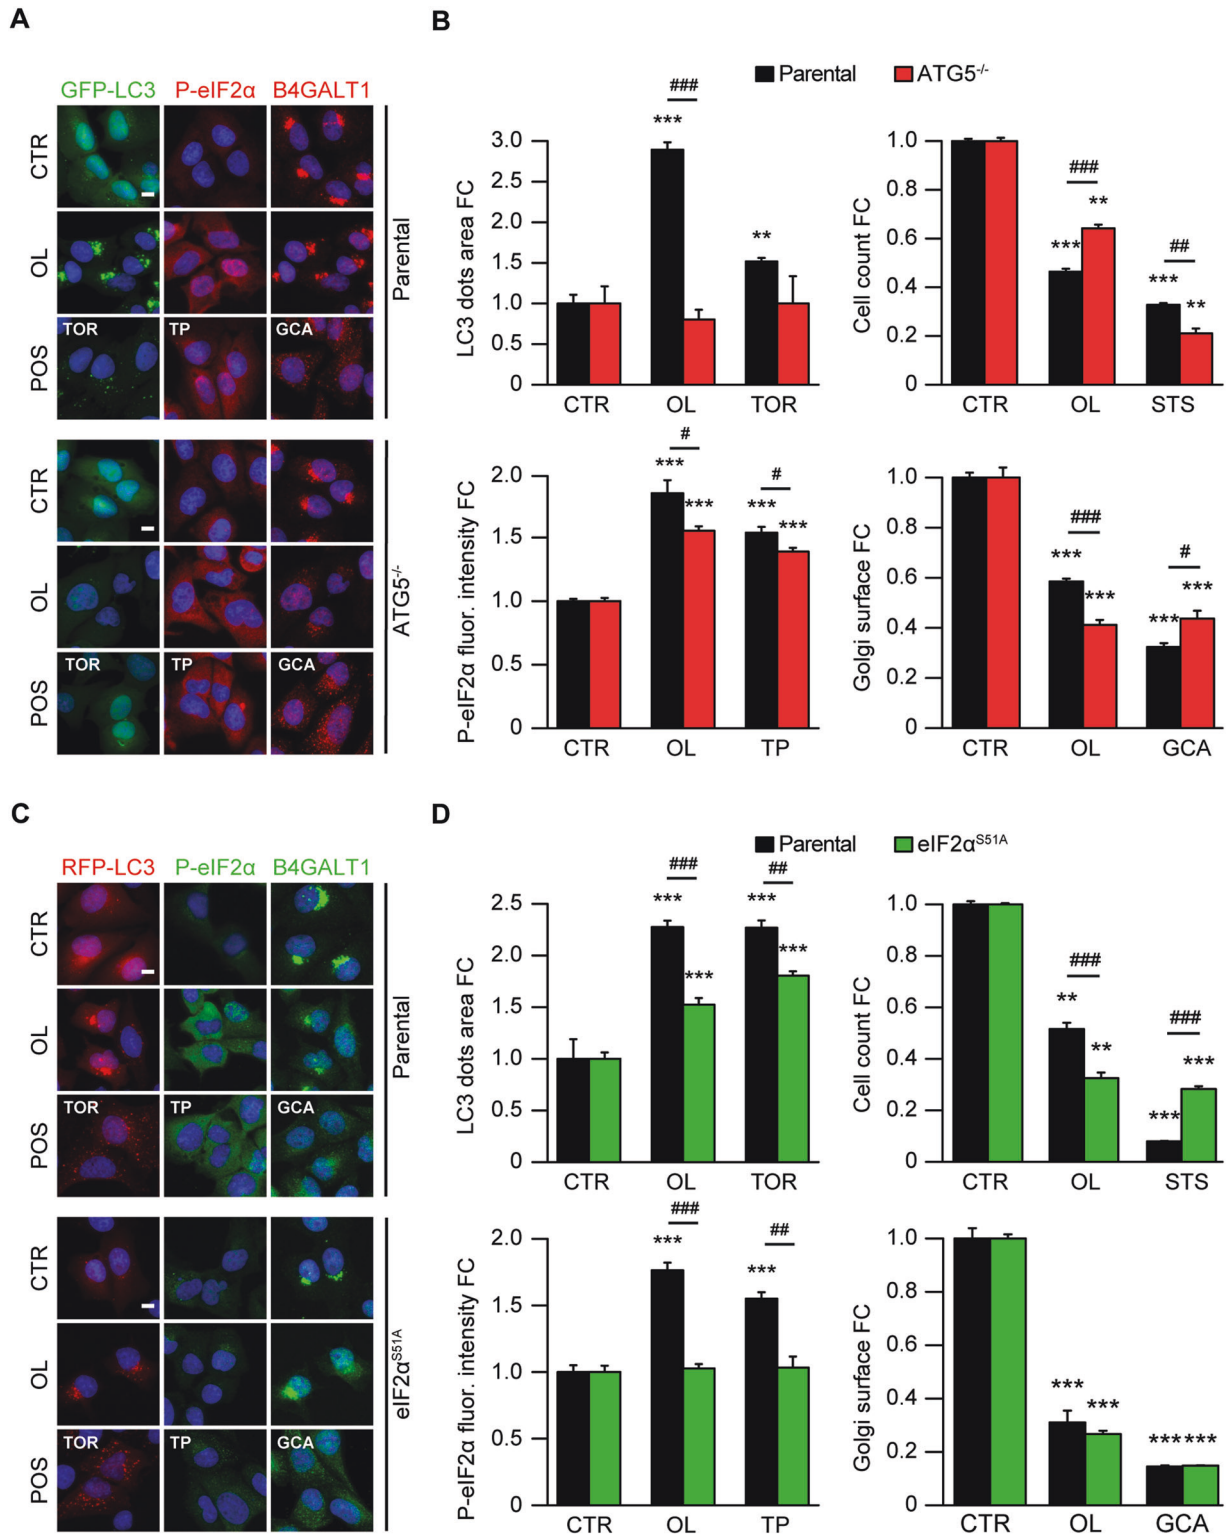 A
GFP-LC3 P-eIF2α B4GALT1
CTR
OL
POS
TOR TP GCA
Parental
CTR
OL
POS
TOR TP GCA
ATG5-/-
B
Parental ATG5-/-
LC3 dots area FC
3.0
2.5
2.0
1.5
1.0
0.5
0
***
###
**
CTR OL TOR
Cell count FC
1.0
0.8
0.6
0.4
0.2
0
***
###
**
***
##
**
CTR OL STS
P-eIF2α fluor. intensity FC
2.0
1.5
1.0
0.5
0
***
#
***
***
#
***
CTR OL TP
Golgi surface FC
1.0
0.8
0.6
0.4
0.2
0
***
###
***
***
#
***
CTR OL GCA
C
RFP-LC3 P-eIF2α B4GALT1
CTR
OL
POS
TOR TP GCA
Parental
CTR
OL
POS
TOR TP GCA
eIF2αS51A
D
Parental eIF2αS51A
LC3 dots area FC
2.5
2.0
1.5
1.0
0.5
0
***
###
***
***
##
***
CTR OL TOR
Cell count FC
1.0
0.8
0.6
0.4
0.2
0
**
###
**
***
###
***
CTR OL STS
P-eIF2α fluor. intensity FC
2.0
1.5
1.0
0.5
0
***
###
***
##
CTR OL TP
Golgi surface FC
1.0
0.8
0.6
0.4
0.2
0
***
***
*** ***
CTR OL GCA